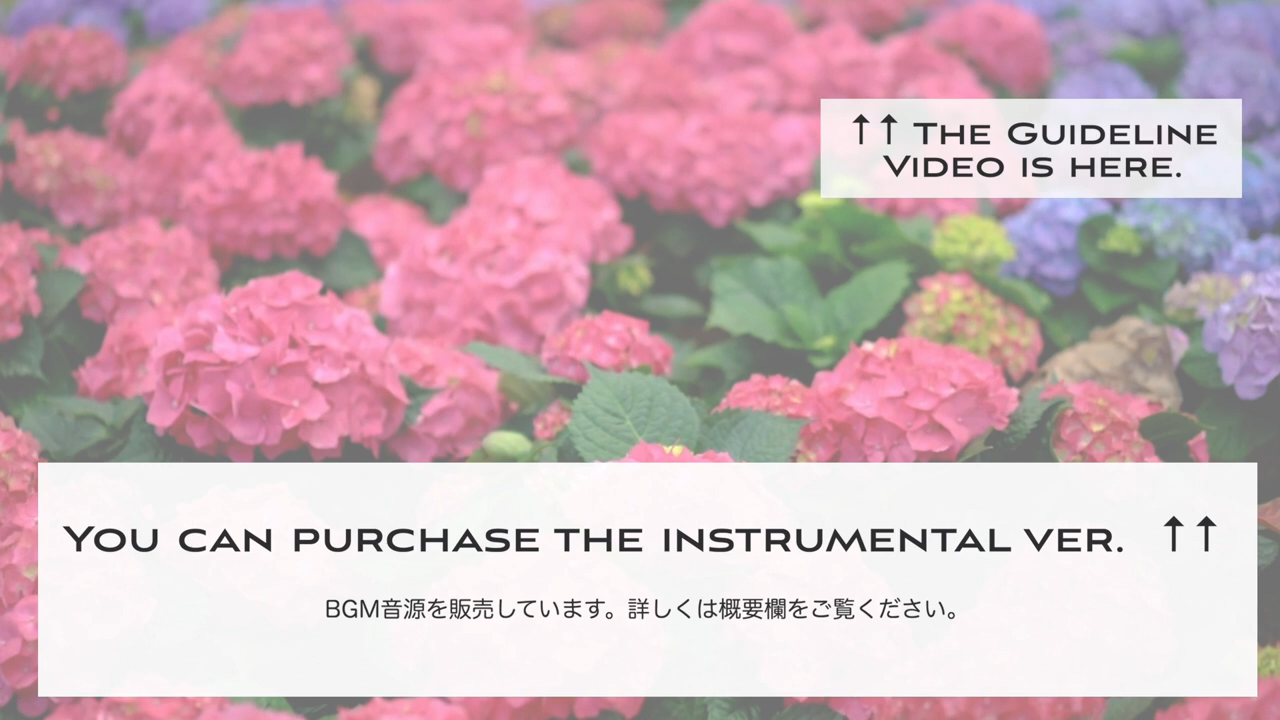 ↑↑ The Guideline
Video is here.
You can purchase the instrumental ver. ↑↑
BGM音源を販売しています。詳しくは概要欄をご覧ください。